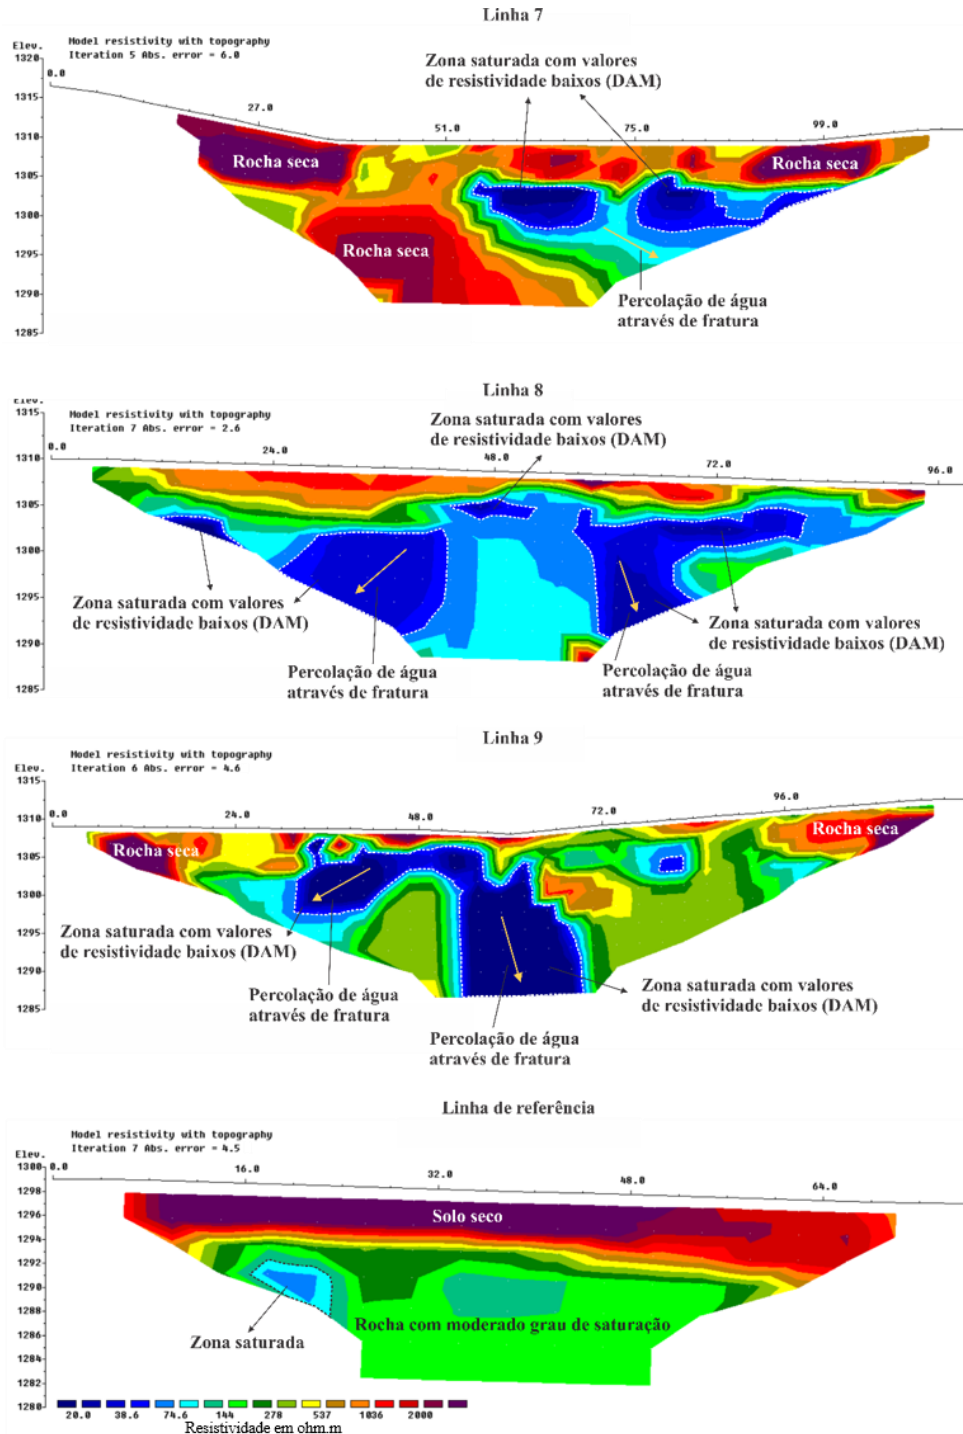 Linha 7
Model resistivity with topography
Elev.
Iteration 5 Abs. error = 6.0
Zona saturada com valores
de resistividade baixos (DAM)
1320
0.0
27.0
51.0
75.0
99.0
1315
1310
1305
1300
1295
1290
1285
Rocha seca
Rocha seca
Rocha seca
Percolação de água
através de fratura
Linha 8
Elev.
Model resistivity with topography
Iteration 7 Abs. error = 2.6
Zona saturada com valores
de resistividade baixos (DAM)
1315
0.0
24.0
48.0
72.0
96.0
1310
1305
1300
1295
1290
1285
Zona saturada com valores
de resistividade baixos (DAM)
Zona saturada com valores
de resistividade baixos (DAM)
Percolação de água
através de fratura
Percolação de água
através de fratura
Linha 9
Model resistivity with topography
Elev.
Iteration 6 Abs. error = 4.6
1315
0.0
24.0
48.0
72.0
96.0
1310
1305
1300
1295
1290
1285
Rocha seca
Rocha seca
Zona saturada com valores
de resistividade baixos (DAM)
Percolação de água
através de fratura
Zona saturada com valores
de resistividade baixos (DAM)
Percolação de água
através de fratura
Linha de referência
Model resistivity with topography
Iteration 7 Abs. error = 4.5
Elev.
1300
0.0
16.0
32.0
48.0
64.0
1298
1296
1294
1292
1290
1288
1286
1284
1282
1280
Solo seco
Rocha com moderado grau de saturação
Zona saturada
20.0 38.6 74.6 144 278 537 1036 2000
Resistividade em ohm.m